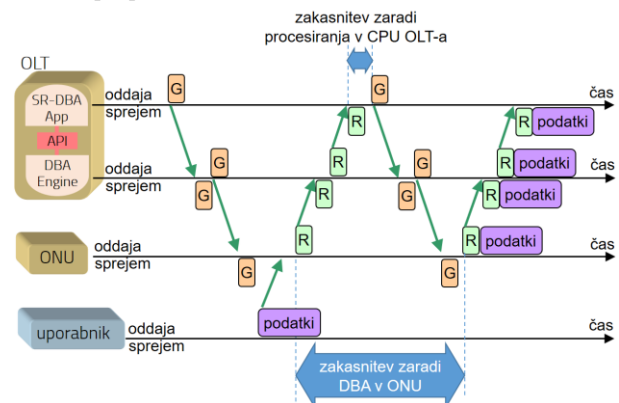 zakasnitev zaradi
procesiranja v CPU OLT-a
OLT
SR-DBA
App
API
DBA
Engine
oddaja
sprejem
G
G
čas
R
R podatki
oddaja
sprejem
G
R
G
R podatki
čas
G
R
G
R podatki
ONU
oddaja
sprejem
R
R podatki
čas
G
G
uporabnik
oddaja
sprejem
podatki
čas
zakasnitev zaradi
DBA v ONU